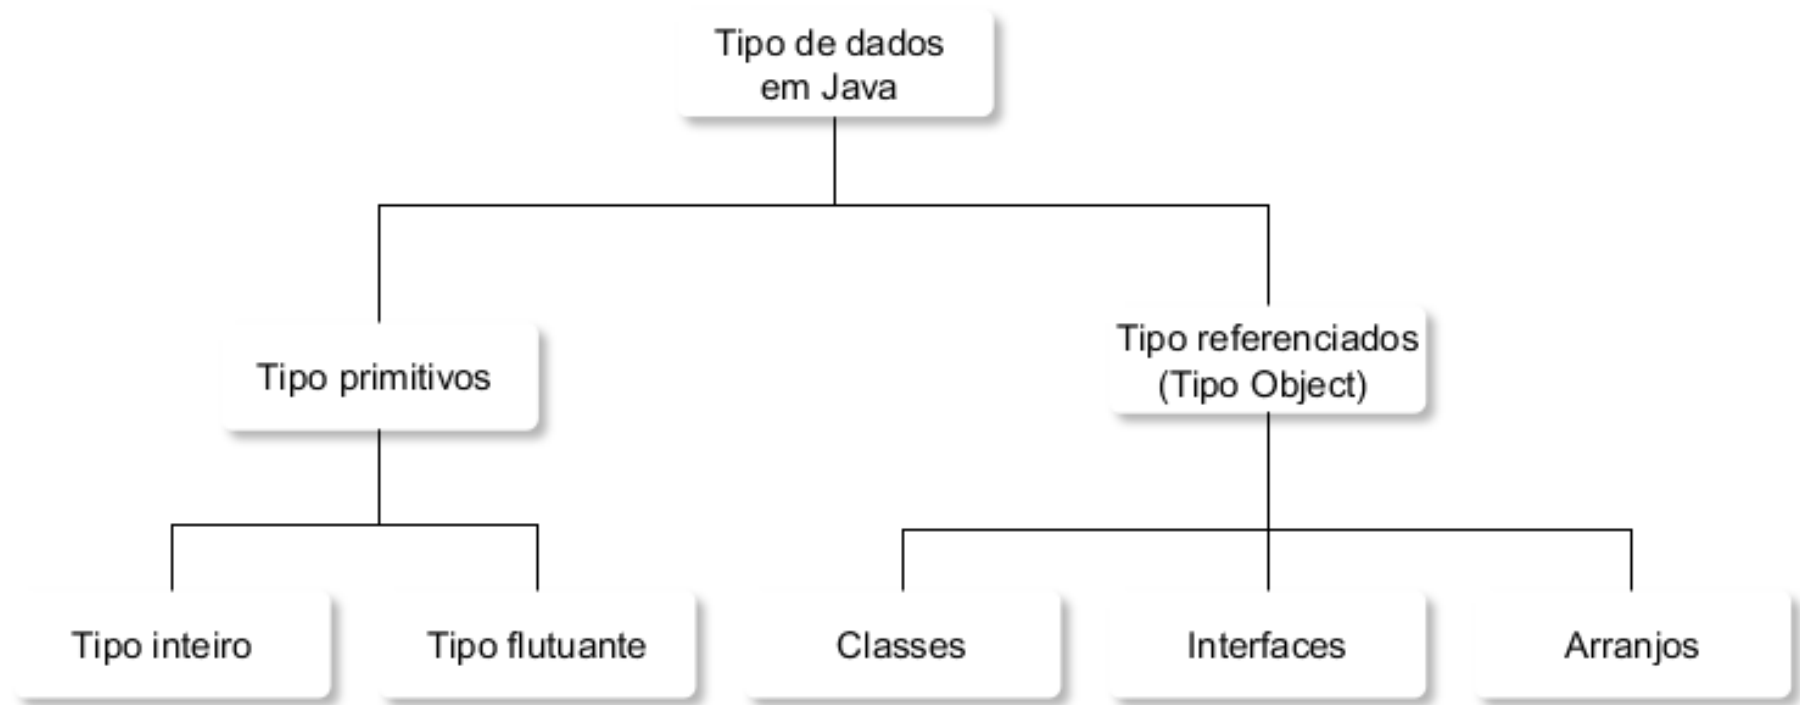 Tipo de dados
em Java
Tipo primitivos
Tipo referenciados
(Tipo Object)
Tipo inteiro
Tipo flutuante
Classes
Interfaces
Arranjos